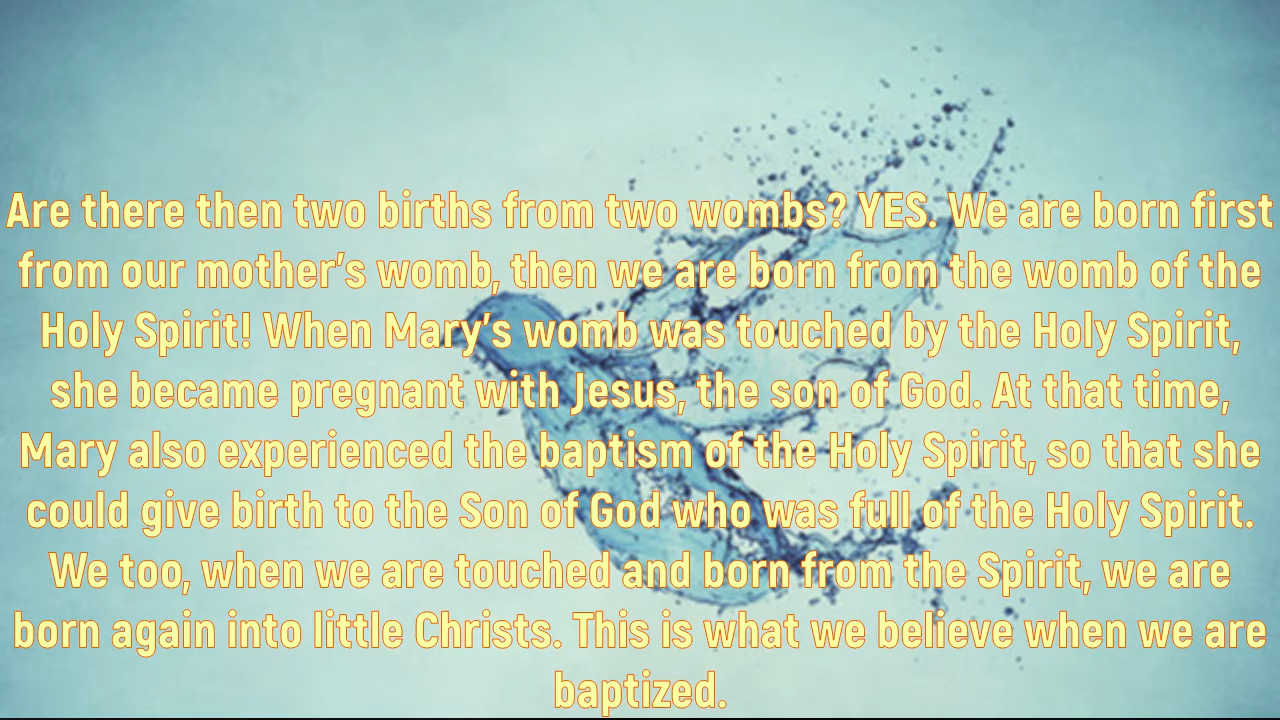 Are there then two births from two wombs? YES. We are born first
from our mother's womb, then we are born from the womb of the
Holy Spirit! When Mary's womb was touched by the Holy Spirit,
she became pregnant with Jesus, the son of God. At that time,
Mary also experienced the baptism of the Holy Spirit, so that she
could give birth to the Son of God who was full of the Holy Spirit.
We too, when we are touched and born from the Spirit, we are
born again into little Christs. This is what we believe when we are
baptized.